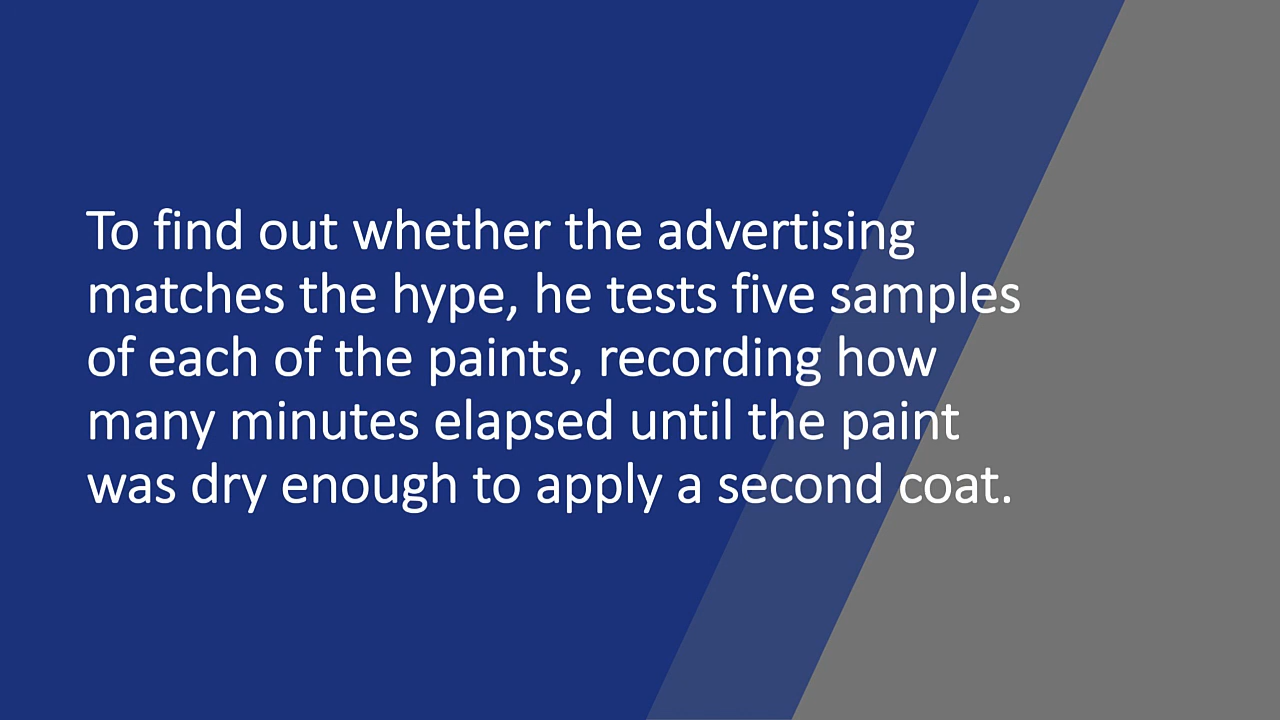 To find out whether the advertising
matches the hype, he tests five samples
of each of the paints, recording how
many minutes elapsed until the paint
was dry enough to apply a second coat.